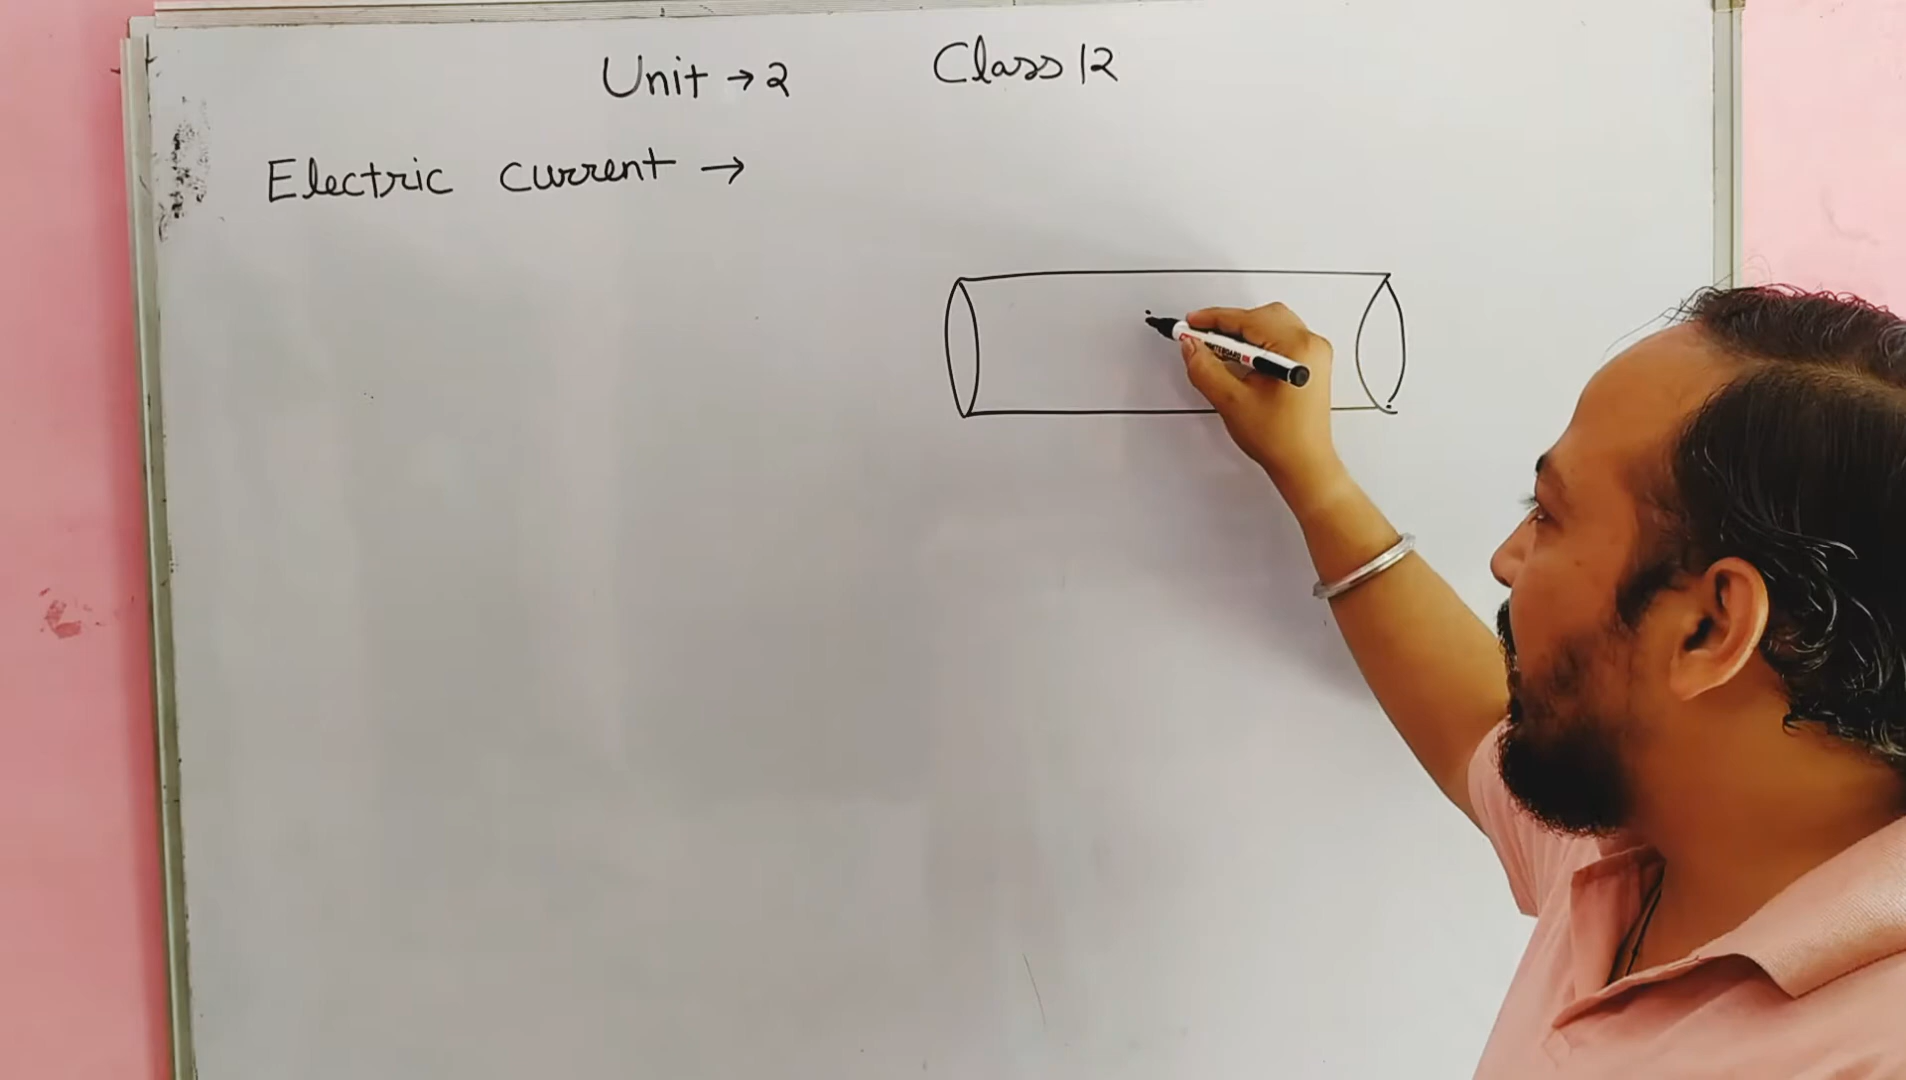 Unit → 2 Class 12
Electric current →